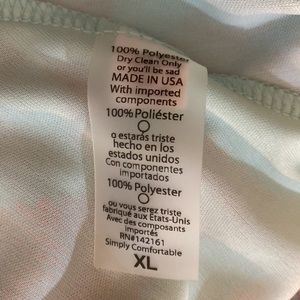 100% Polyester
Dry Clean Only
or you'll be sad
MADE IN USA
With imported
components
100% Poliéster
o estarás triste
hecho en los
estados unidos
Con componentes
importados
100% Polyester
ou vous serez triste
fabriqué aux Etats-Unis
Avec des composants
importés
RN#142161
Simply Comfortable
XL